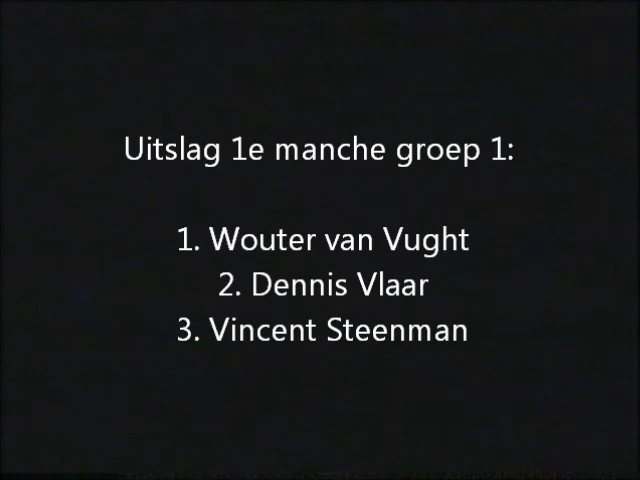 Uitslag 1e manche groep 1:
1. Wouter van Vught
2. Dennis Vlaar
3. Vincent Steenman